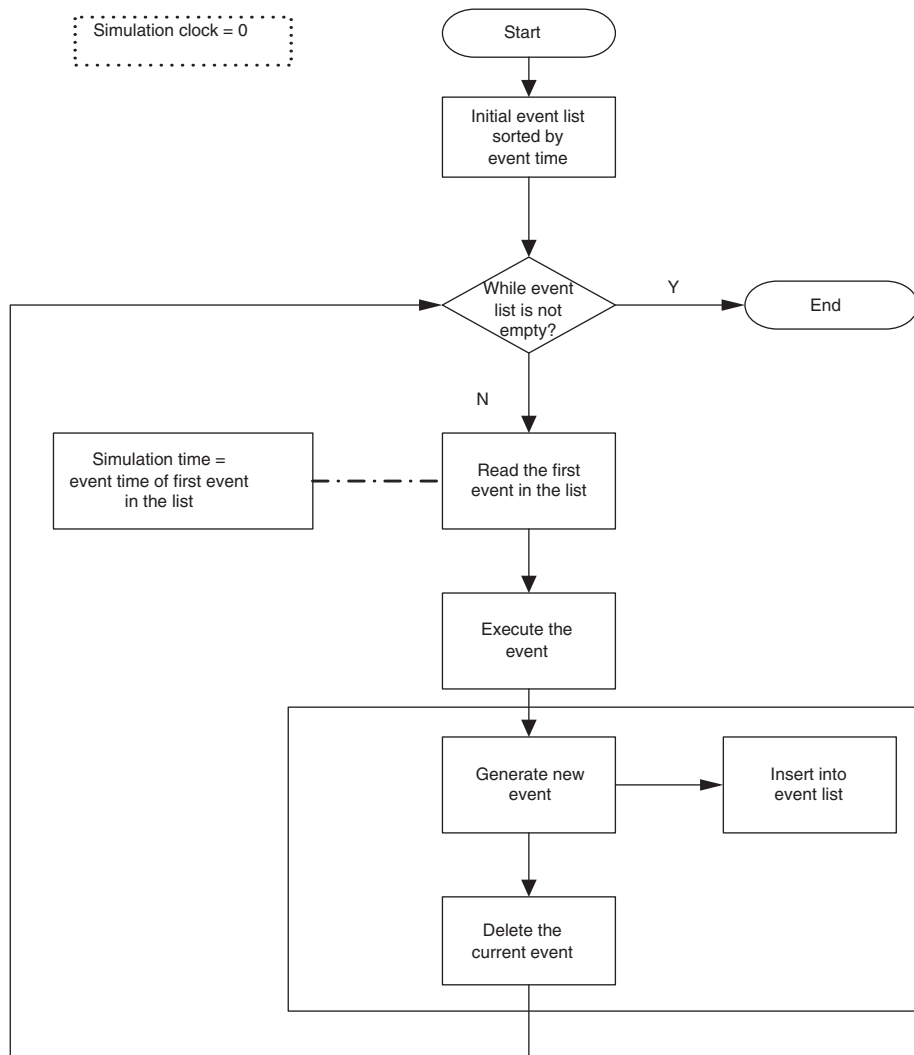 Simulation clock = 0
Start
Initial event list
sorted by
event time
While event
list is not
empty?
Y
End
N
Simulation time =
event time of first event
in the list
Read the first
event in the list
Execute the
event
Generate new
event
Insert into
event list
Delete the
current event